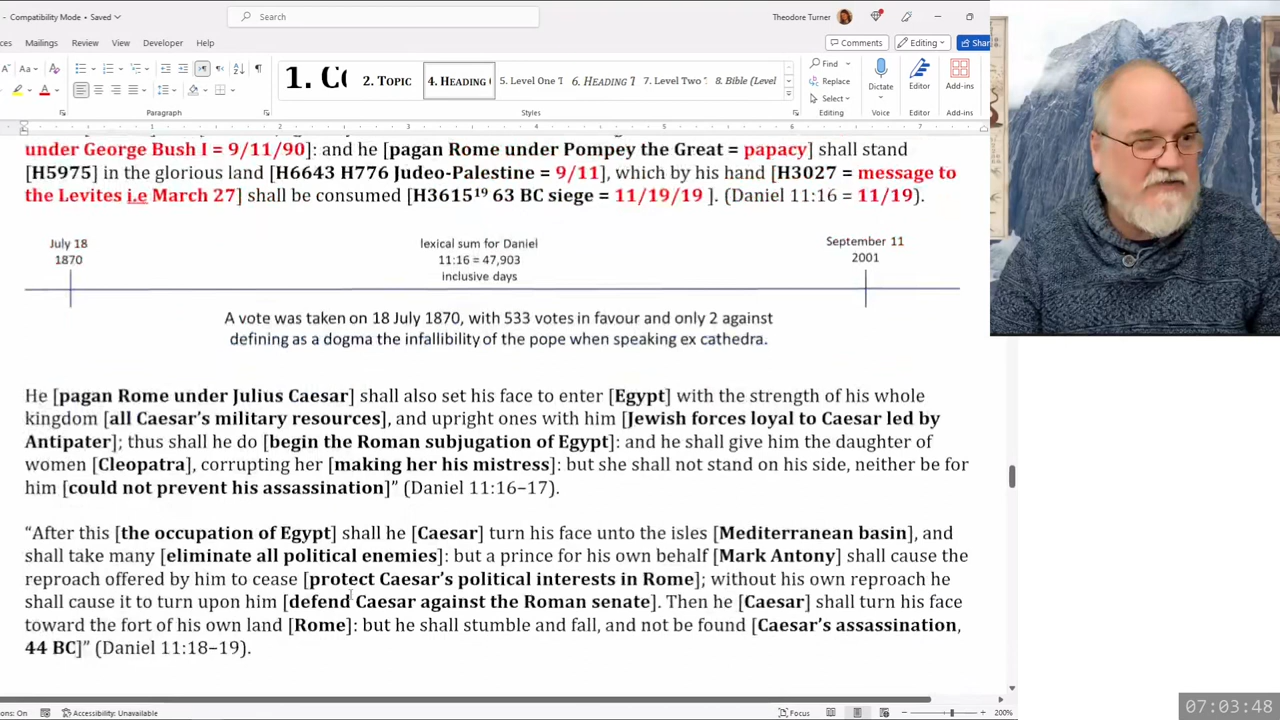 - Compatibility Mode • Saved
Search
Theodore Turner
ces Mailings Review View Developer Help
Comments Editing Share
1. Co 2. Topic 4. Heading 5. Level One 6. Heading 7. Level Two 8. Bible (Level
Find
Replace
Select
Dictate
Editor
Add-ins
Styles
Editing
Voice
Editor
Add-ins
1 2 3 4 5 6 7
under George Bush I = 9/11/90]: and he [pagan Rome under Pompey the Great = papacy] shall stand
[H5975] in the glorious land [H6643 H776 Judeo-Palestine = 9/11], which by his hand [H3027 = message to
the Levites i.e March 27] shall be consumed [H3615¹⁹ 63 BC siege = 11/19/19 ]. (Daniel 11:16 = 11/19).
July 18
1870
lexical sum for Daniel
11:16 = 47,903
inclusive days
September 11
2001
A vote was taken on 18 July 1870, with 533 votes in favour and only 2 against
defining as a dogma the infallibility of the pope when speaking ex cathedra.
He [pagan Rome under Julius Caesar] shall also set his face to enter [Egypt] with the strength of his whole
kingdom [all Caesar’s military resources], and upright ones with him [Jewish forces loyal to Caesar led by
Antipater]; thus shall he do [begin the Roman subjugation of Egypt]: and he shall give him the daughter of
women [Cleopatra], corrupting her [making her his mistress]: but she shall not stand on his side, neither be for
him [could not prevent his assassination]” (Daniel 11:16–17).
“After this [the occupation of Egypt] shall he [Caesar] turn his face unto the isles [Mediterranean basin], and
shall take many [eliminate all political enemies]: but a prince for his own behalf [Mark Antony] shall cause the
reproach offered by him to cease [protect Caesar’s political interests in Rome]; without his own reproach he
shall cause it to turn upon him [defend Caesar against the Roman senate]. Then he [Caesar] shall turn his face
toward the fort of his own land [Rome]: but he shall stumble and fall, and not be found [Caesar’s assassination,
44 BC]” (Daniel 11:18–19).
ions: On Accessibility: Unavailable Focus 200%
07:03:48